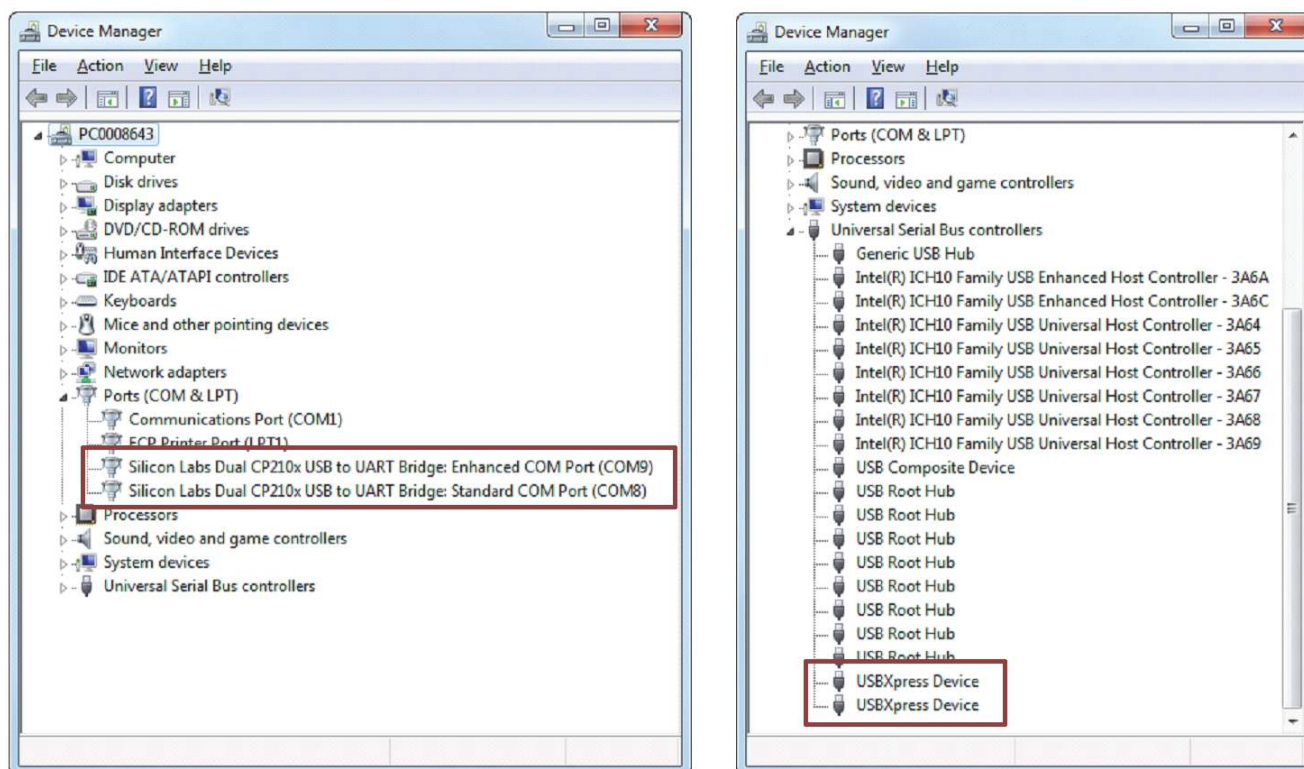 Device Manager
File Action View Help
PC0008643
Computer
Disk drives
Display adapters
DVD/CD-ROM drives
Human Interface Devices
IDE ATA/ATAPI controllers
Keyboards
Mice and other pointing devices
Monitors
Network adapters
Ports (COM & LPT)
Communications Port (COM1)
ECP Printer Port (LPT1)
Silicon Labs Dual CP210x USB to UART Bridge: Enhanced COM Port (COM9)
Silicon Labs Dual CP210x USB to UART Bridge: Standard COM Port (COM8)
Processors
Sound, video and game controllers
System devices
Universal Serial Bus controllers
Device Manager
File Action View Help
Ports (COM & LPT)
Processors
Sound, video and game controllers
System devices
Universal Serial Bus controllers
Generic USB Hub
Intel(R) ICH10 Family USB Enhanced Host Controller - 3A6A
Intel(R) ICH10 Family USB Enhanced Host Controller - 3A6C
Intel(R) ICH10 Family USB Universal Host Controller - 3A64
Intel(R) ICH10 Family USB Universal Host Controller - 3A65
Intel(R) ICH10 Family USB Universal Host Controller - 3A66
Intel(R) ICH10 Family USB Universal Host Controller - 3A67
Intel(R) ICH10 Family USB Universal Host Controller - 3A68
Intel(R) ICH10 Family USB Universal Host Controller - 3A69
USB Composite Device
USB Root Hub
USB Root Hub
USB Root Hub
USB Root Hub
USB Root Hub
USB Root Hub
USB Root Hub
USB Root Hub
USBXpress Device
USBXpress Device